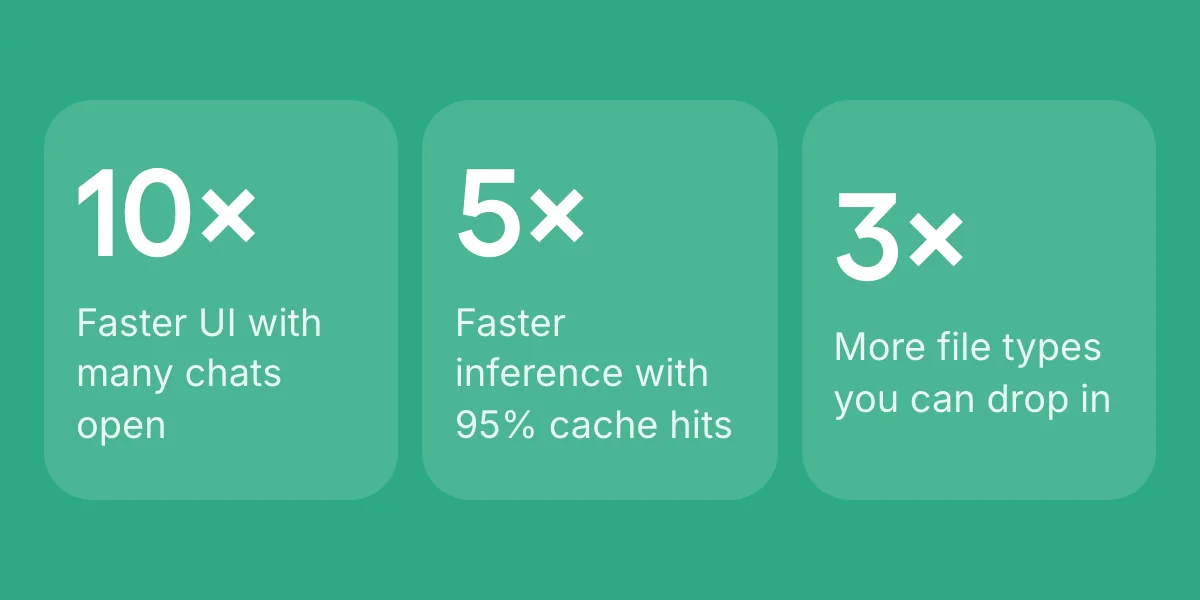 10×
Faster UI with
many chats
open
5×
Faster
inference with
95% cache hits
3×
More file types
you can drop in